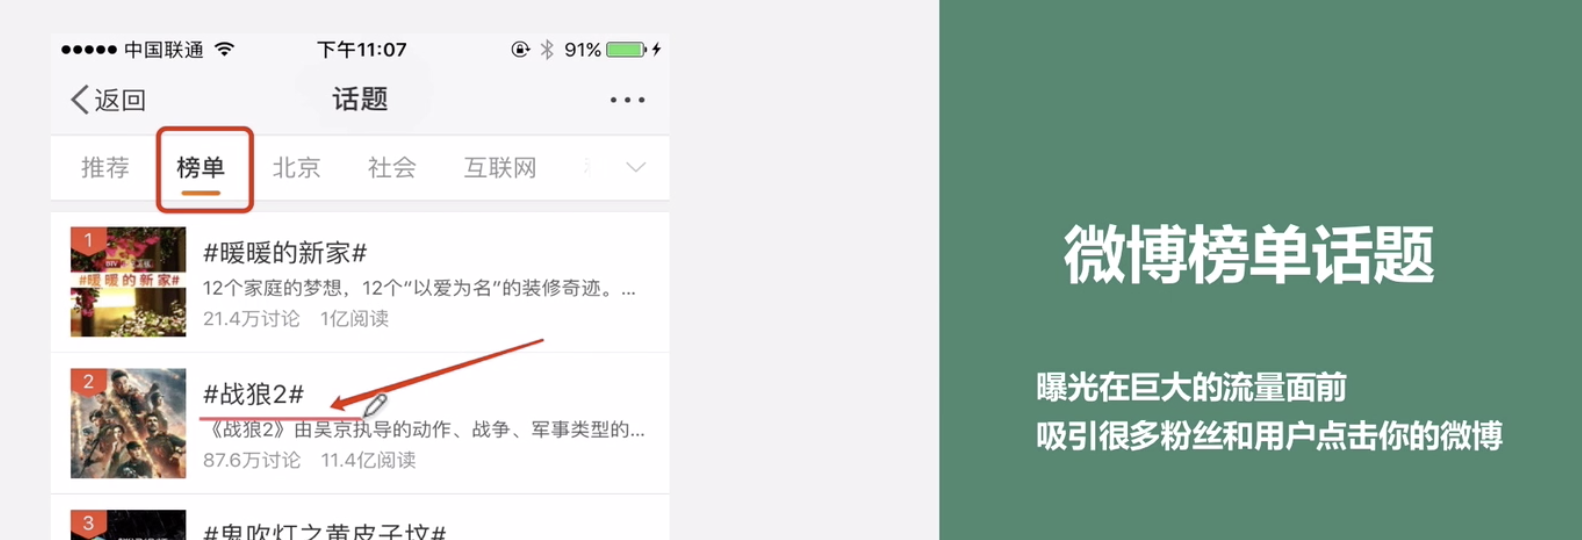 中国联通 下午11:07 91%
返回 话题
推荐 榜单 北京 社会 互联网
1
#暖暖的新家#
#暖暖的新家#
12个家庭的梦想，12个“以爱为名”的装修奇迹。...
21.4万讨论 1亿阅读
2
#战狼2#
《战狼2》由吴京执导的动作、战争、军事类型的...
87.6万讨论 11.4亿阅读
3
#鬼吹灯之黄皮子坟#
微博榜单话题
曝光在巨大的流量面前
吸引很多粉丝和用户点击你的微博